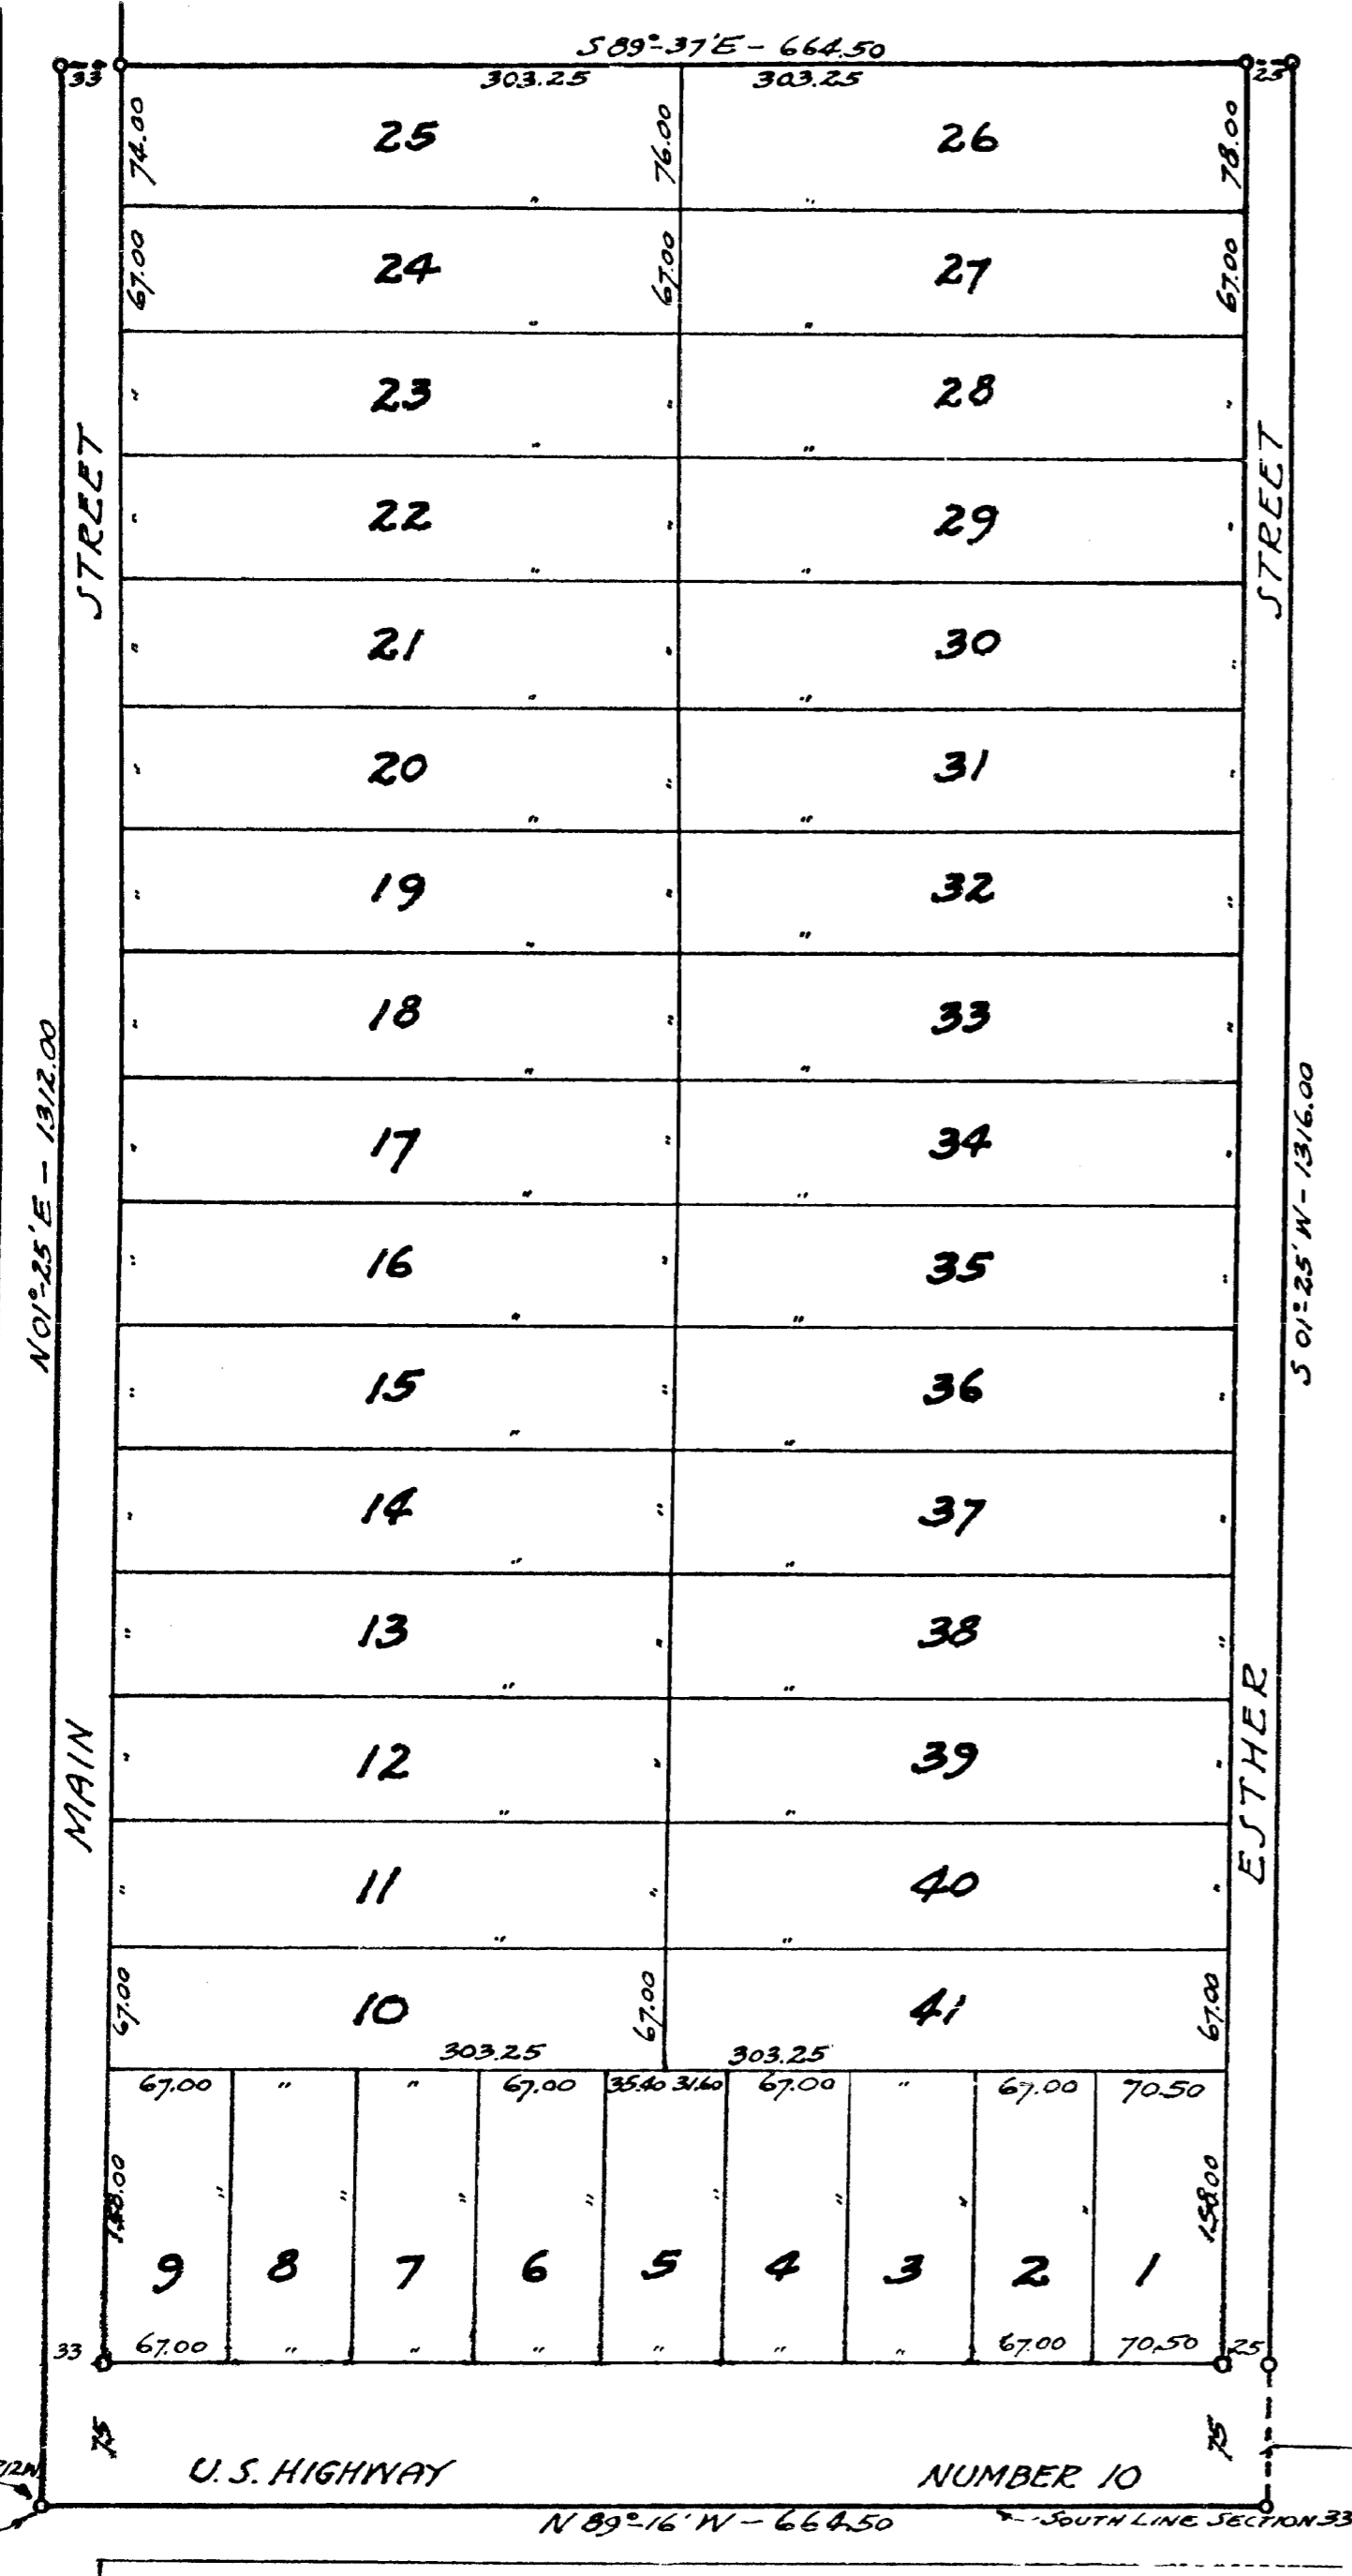 S 89°-37'E - 664.50
33 303.25 303.25 25
74.00 25 76.00 26 78.00
" "
67.00 24 67.00 27 67.00
" "
" 23 " 28 "
" "
" 22 " 29 "
" "
" 21 " 30 "
" "
" 20 " 31 "
" "
" 19 " 32 "
" "
" 18 " 33 "
" "
" 17 " 34 "
" "
" 16 " 35 "
" "
" 15 " 36 "
" "
" 14 " 37 "
" "
" 13 " 38 "
" "
" 12 " 39 "
" "
" 11 " 40 "
" "
67.00 10 67.00 41 67.00
303.25 303.25
67.00 " " 67.00 35.40 31.60 67.00 " 67.00 70.50
158.00 " " " " " " " " 158.00
9 8 7 6 5 4 3 2 1
33 67.00 " " " " " " 67.00 70.50 25
75 75
U.S. HIGHWAY NUMBER 10
N 89°-16' W - 664.50
SOUTH LINE SECTION 33
MAIN STREET
N 01°-25' E - 1312.00
ESTHER STREET
S 01°-25' W - 1316.00